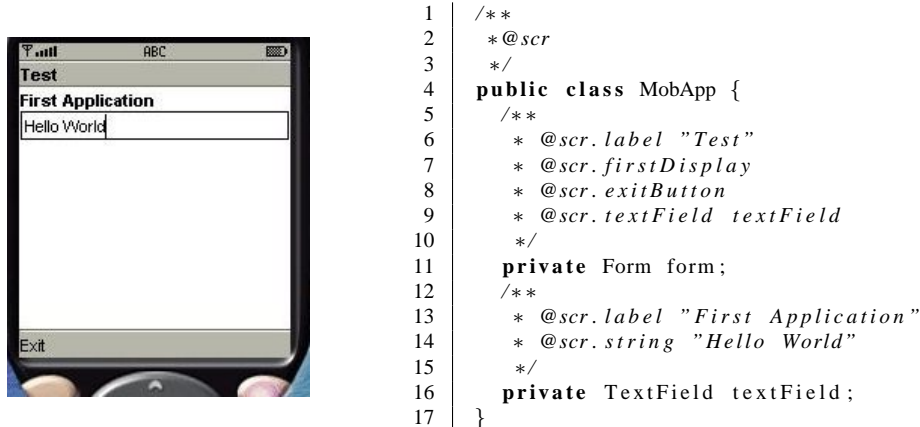 ABC
Test
First Application
Hello World
Exit
1 /**
2 *@scr
3 */
4 public class MobApp {
5 /**
6 * @scr.label "Test"
7 * @scr.firstDisplay
8 * @scr.exitButton
9 * @scr.textField textField
10 */
11 private Form form;
12 /**
13 * @scr.label "First Application"
14 * @scr.string "Hello World"
15 */
16 private TextField textField;
17 }